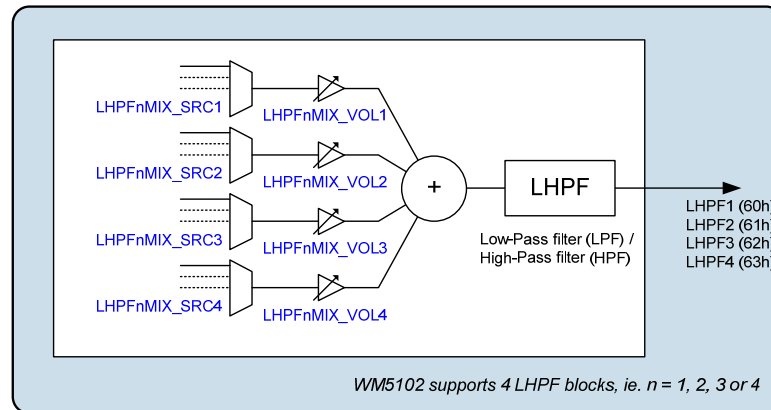 LHPFnMIX_SRC1
LHPFnMIX_VOL1
LHPFnMIX_SRC2
LHPFnMIX_VOL2
LHPFnMIX_SRC3
LHPFnMIX_VOL3
LHPFnMIX_SRC4
LHPFnMIX_VOL4
+
LHPF
Low-Pass filter (LPF) /
High-Pass filter (HPF)
LHPF1 (60h)
LHPF2 (61h)
LHPF3 (62h)
LHPF4 (63h)
WM5102 supports 4 LHPF blocks, ie. n = 1, 2, 3 or 4